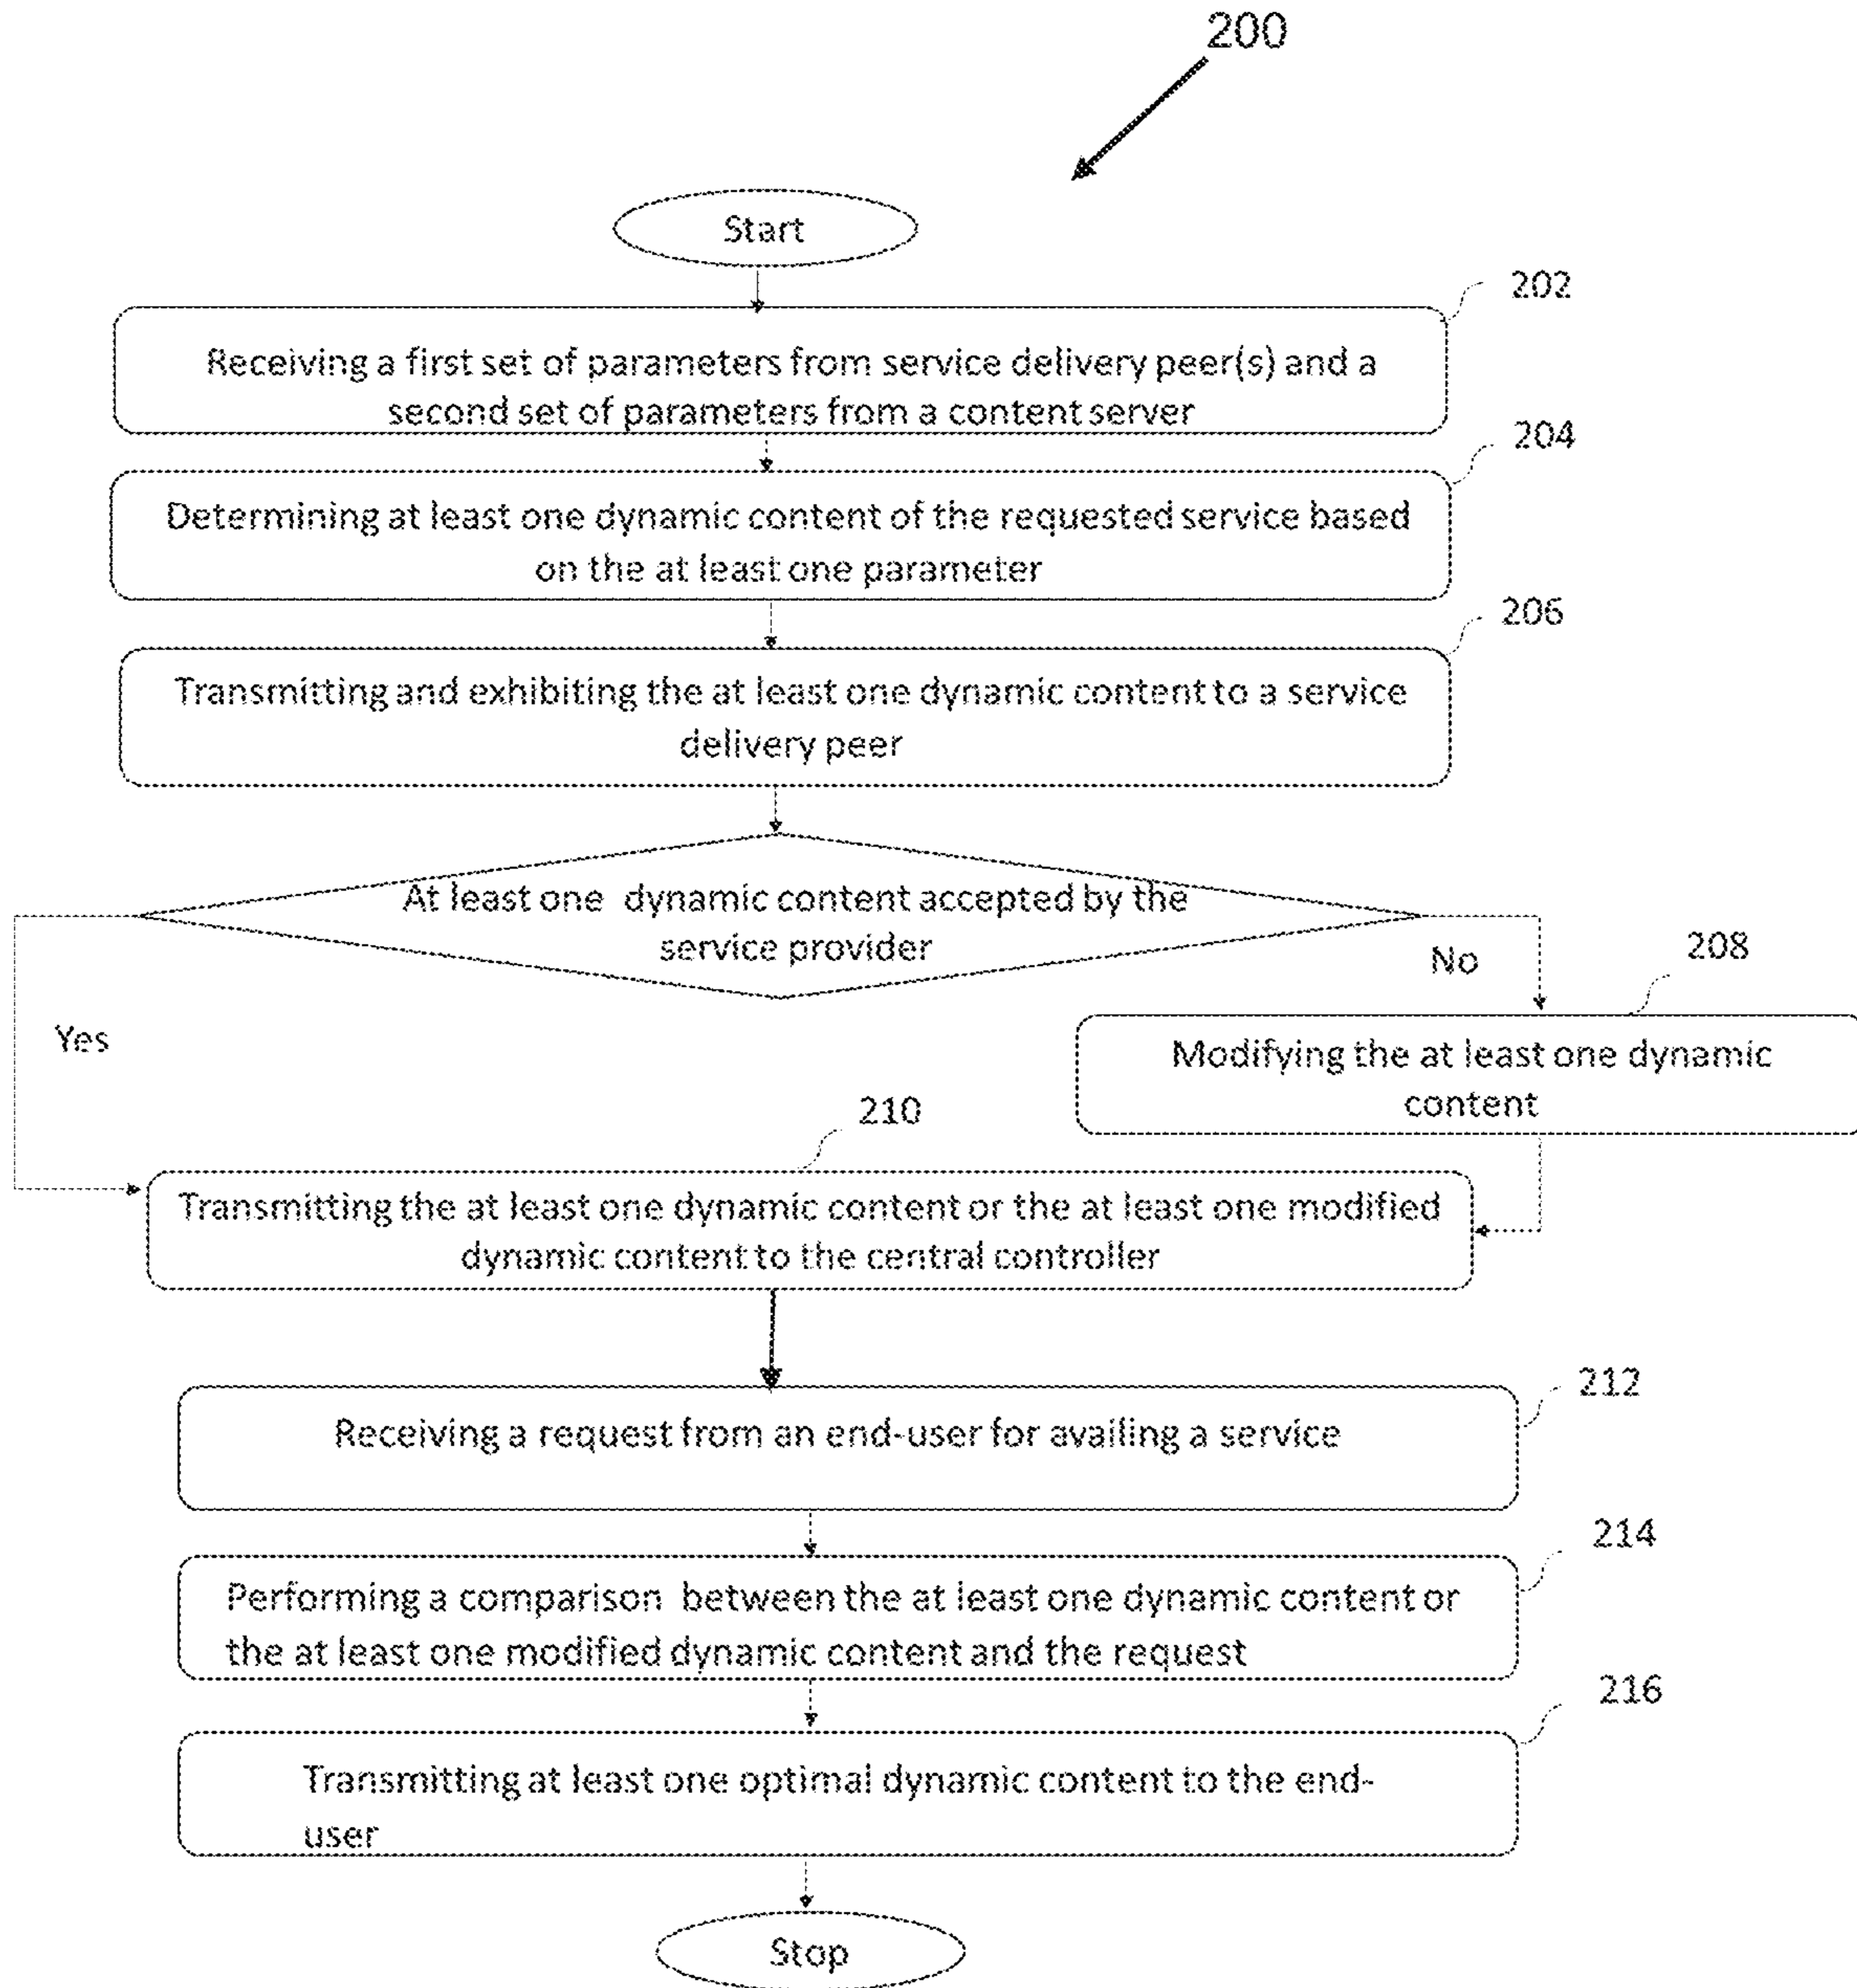 200
Start
202
Receiving a first set of parameters from service delivery peer(s) and a
second set of parameters from a content server
204
Determining at least one dynamic content of the requested service based
on the at least one parameter
206
Transmitting and exhibiting the at least one dynamic content to a service
delivery peer
At least one dynamic content accepted by the
service provider
No
208
Yes
Modifying the at least one dynamic
content
210
Transmitting the at least one dynamic content or the at least one modified
dynamic content to the central controller
212
Receiving a request from an end-user for availing a service
214
Performing a comparison between the at least one dynamic content or
the at least one modified dynamic content and the request
216
Transmitting at least one optimal dynamic content to the end-
user
Stop